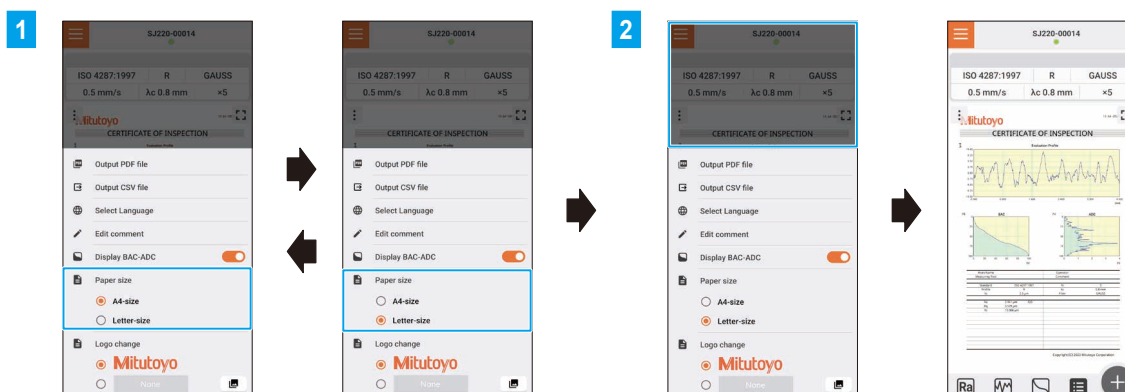 1
SJ220-00014
ISO 4287:1997 R GAUSS
0.5 mm/s λc 0.8 mm ×5
Mitutoyo
CERTIFICATE OF INSPECTION
Output PDF file
Output CSV file
Select Language
Edit comment
Display BAC-ADC
Paper size
A4-size
Letter-size
Logo change
Mitutoyo
None
SJ220-00014
ISO 4287:1997 R GAUSS
0.5 mm/s λc 0.8 mm ×5
CERTIFICATE OF INSPECTION
Output PDF file
Output CSV file
Select Language
Edit comment
Display BAC-ADC
Paper size
A4-size
Letter-size
Logo change
Mitutoyo
None
2
SJ220-00014
ISO 4287:1997 R GAUSS
0.5 mm/s λc 0.8 mm ×5
CERTIFICATE OF INSPECTION
Output PDF file
Output CSV file
Select Language
Edit comment
Display BAC-ADC
Paper size
A4-size
Letter-size
Logo change
Mitutoyo
None
SJ220-00014
ISO 4287:1997 R GAUSS
0.5 mm/s λc 0.8 mm ×5
Mitutoyo
CERTIFICATE OF INSPECTION
Evaluation Profile
BAC ADC
Ra